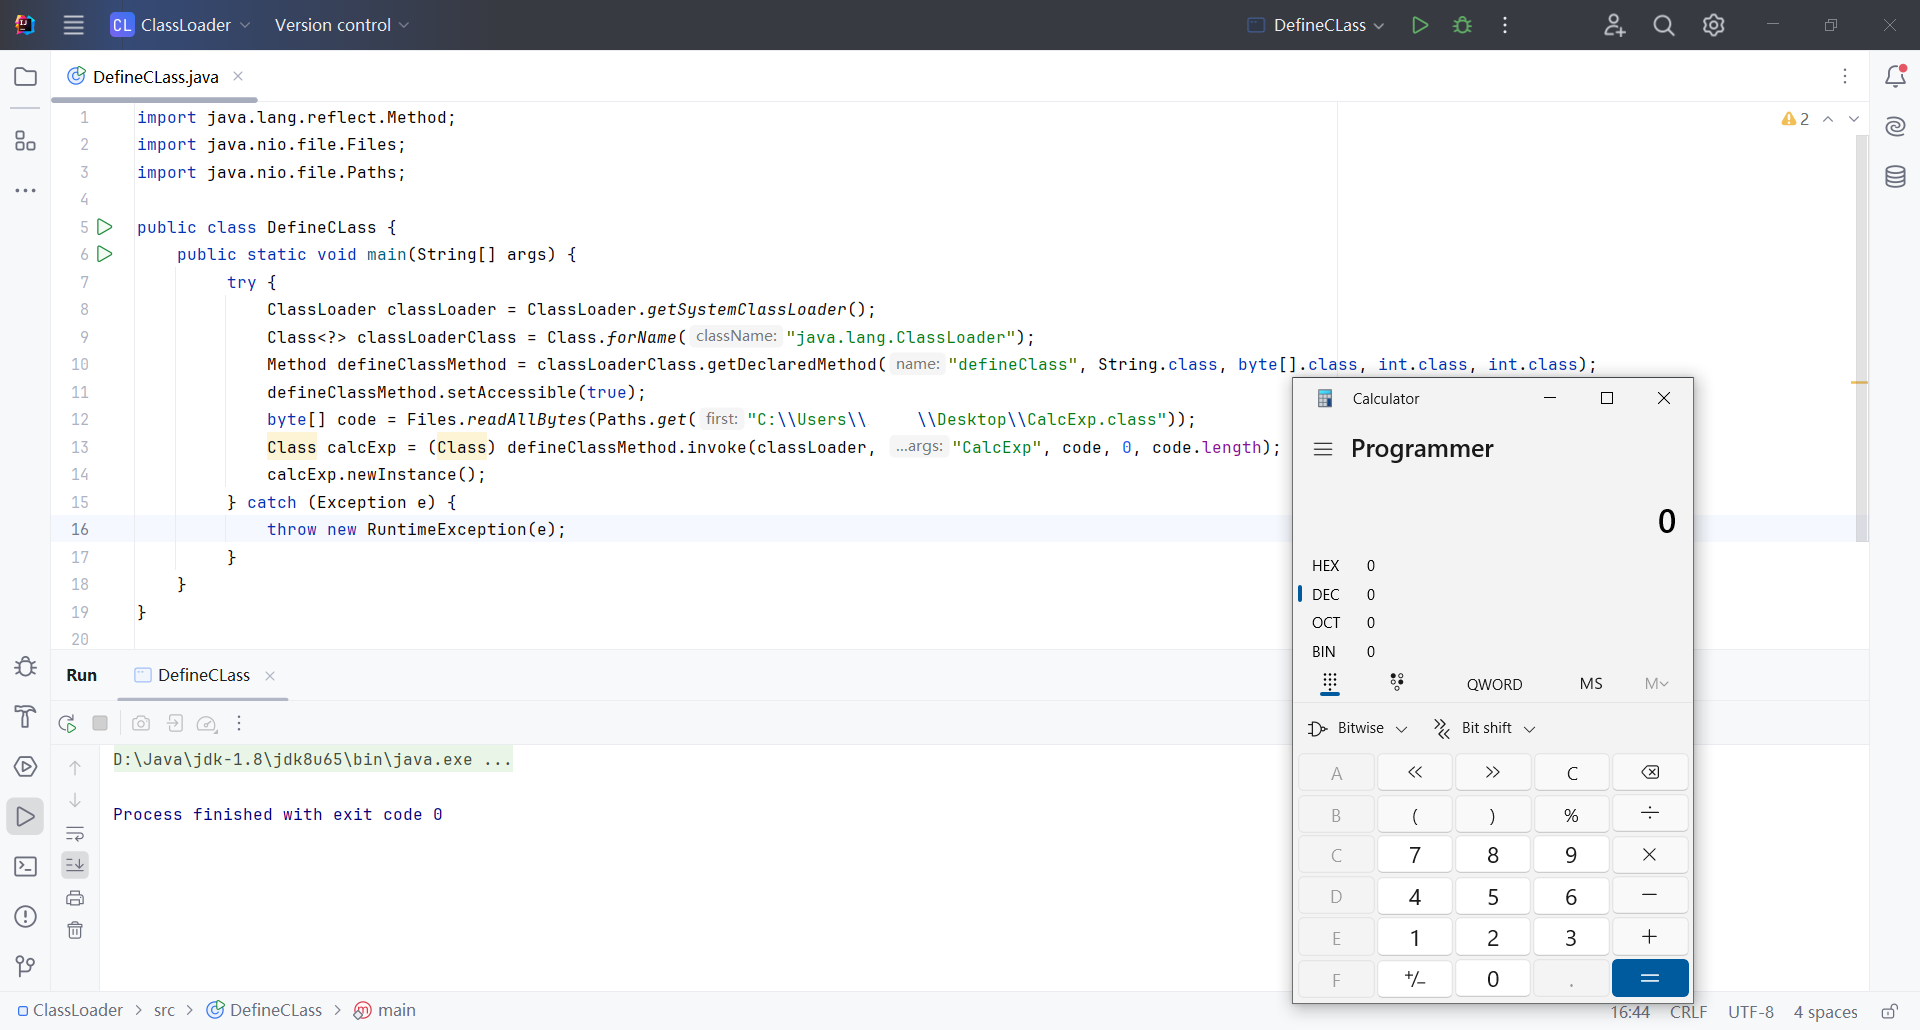 CL ClassLoader Version control DefineCLass
DefineCLass.java
1 import java.lang.reflect.Method;
2 import java.nio.file.Files;
3 import java.nio.file.Paths;
4
5 public class DefineCLass {
6 public static void main(String[] args) {
7 try {
8 ClassLoader classLoader = ClassLoader.getSystemClassLoader();
9 Class<?> classLoaderClass = Class.forName( className: "java.lang.ClassLoader");
10 Method defineClassMethod = classLoaderClass.getDeclaredMethod( name: "defineClass", String.class, byte[].class, int.class, int.class);
11 defineClassMethod.setAccessible(true);
12 byte[] code = Files.readAllBytes(Paths.get( first: "C:\\Users\\ \\Desktop\\CalcExp.class"));
13 Class calcExp = (Class) defineClassMethod.invoke(classLoader, ...args: "CalcExp", code, 0, code.length);
14 calcExp.newInstance();
15 } catch (Exception e) {
16 throw new RuntimeException(e);
17 }
18 }
19 }
20
2
Run DefineCLass
D:\Java\jdk-1.8\jdk8u65\bin\java.exe ...
Process finished with exit code 0
Calculator
Programmer
0
HEX 0
DEC 0
OCT 0
BIN 0
QWORD MS M
Bitwise Bit shift
A << >> C
B ( ) % ÷
C 7 8 9 ×
D 4 5 6 −
E 1 2 3 +
F +/− 0 . =
ClassLoader > src > DefineCLass > main
16:44 CRLF UTF-8 4 spaces